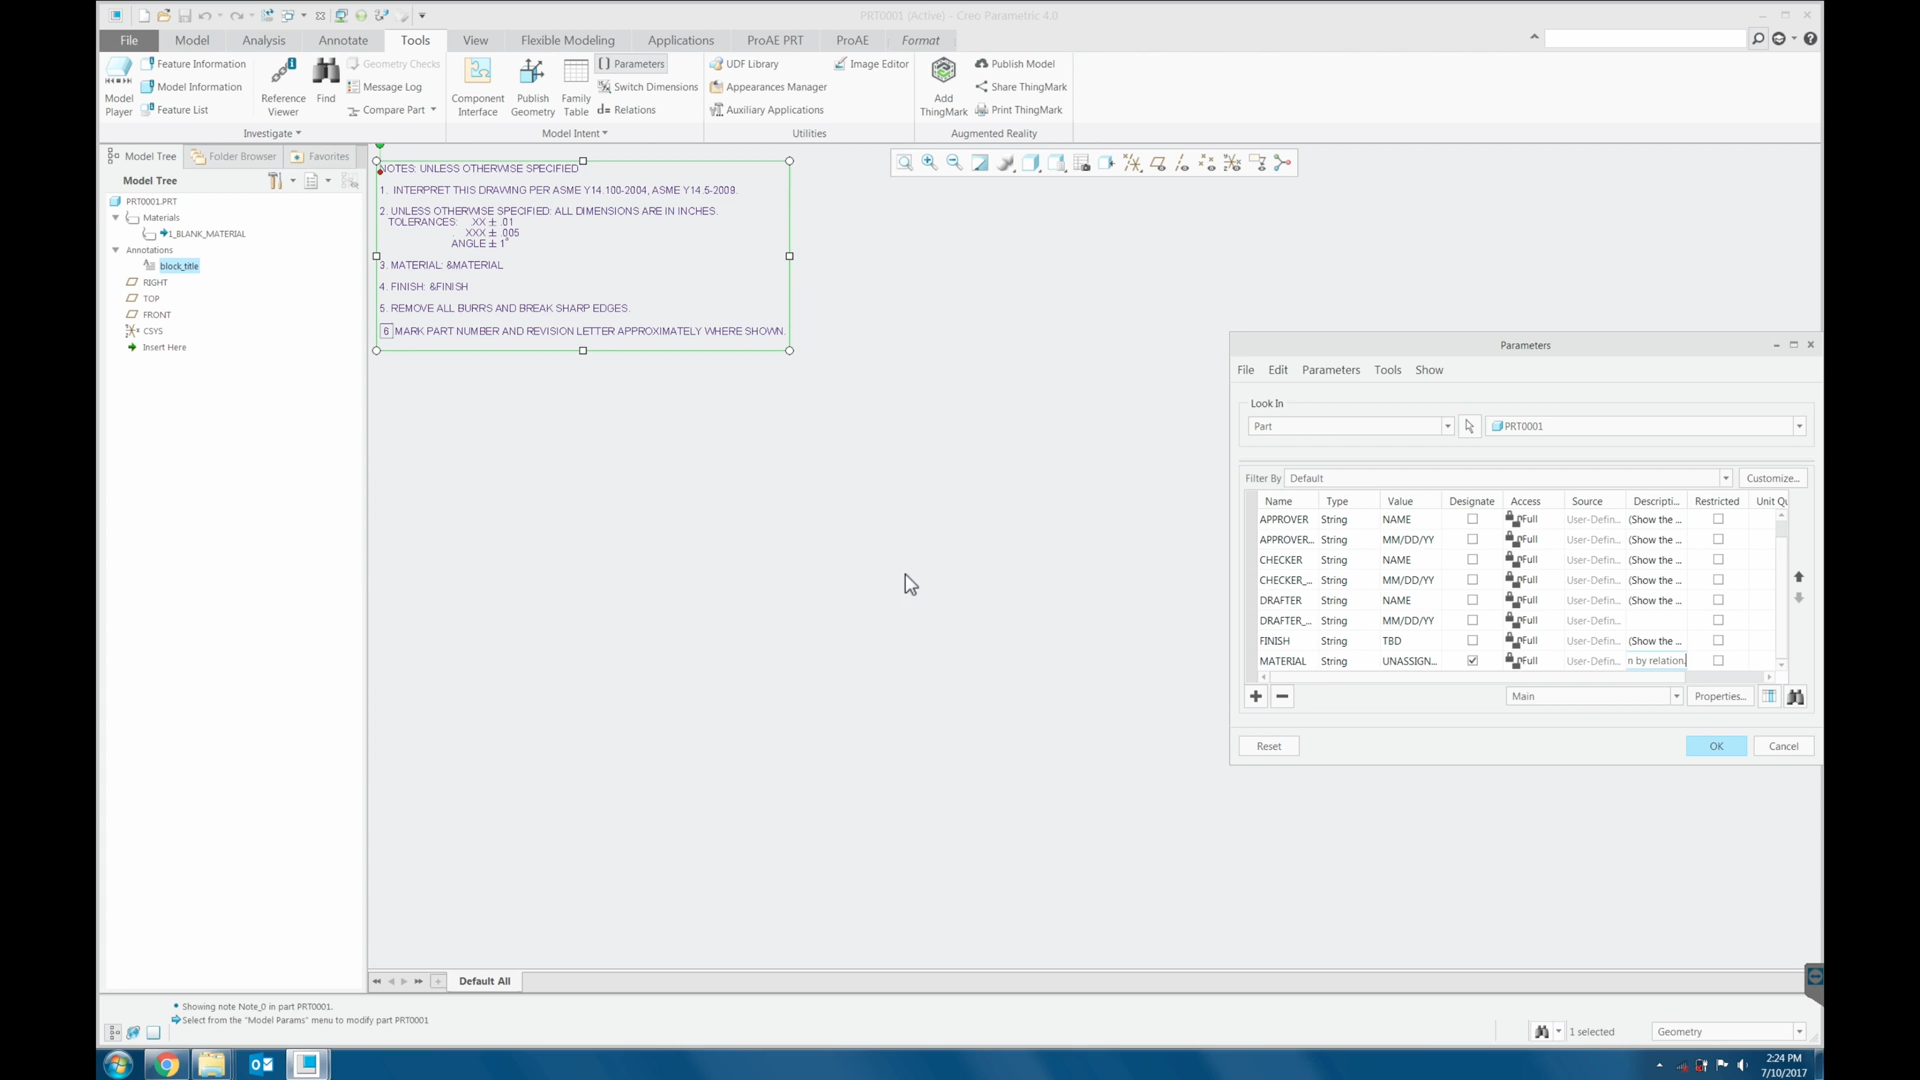 PRT0001 (Active) - Creo Parametric 4.0
File Model Analysis Annotate Tools View Flexible Modeling Applications ProAE PRT ProAE Format
Model Player
Feature Information
Model Information
Feature List
Reference Viewer
Find
Geometry Checks
Message Log
Compare Part
Investigate
Component Interface
Publish Geometry
Family Table
Parameters
Switch Dimensions
d= Relations
Model Intent
UDF Library
Appearances Manager
Auxiliary Applications
Image Editor
Utilities
Add ThingMark
Publish Model
Share ThingMark
Print ThingMark
Augmented Reality
Model Tree Folder Browser Favorites
Model Tree
PRT0001.PRT
Materials
1_BLANK_MATERIAL
Annotations
block_title
RIGHT
TOP
FRONT
CSYS
Insert Here
NOTES: UNLESS OTHERWISE SPECIFIED
1. INTERPRET THIS DRAWING PER ASME Y14.100-2004, ASME Y14.5-2009.
2. UNLESS OTHERWISE SPECIFIED: ALL DIMENSIONS ARE IN INCHES.
TOLERANCES: .XX ± .01
. XXX ± .005
ANGLE ± 1°
3. MATERIAL: &MATERIAL
4. FINISH: &FINISH
5. REMOVE ALL BURRS AND BREAK SHARP EDGES.
6 MARK PART NUMBER AND REVISION LETTER APPROXIMATELY WHERE SHOWN.
Parameters
File Edit Parameters Tools Show
Look In
Part PRT0001
Filter By Default Customize...
Name Type Value Designate Access Source Descripti... Restricted Unit Qu
APPROVER String NAME Full User-Defin... (Show the ...
APPROVER... String MM/DD/YY Full User-Defin... (Show the ...
CHECKER String NAME Full User-Defin... (Show the ...
CHECKER_... String MM/DD/YY Full User-Defin... (Show the ...
DRAFTER String NAME Full User-Defin... (Show the ...
DRAFTER_... String MM/DD/YY Full User-Defin...
FINISH String TBD Full User-Defin... (Show the ...
MATERIAL String UNASSIGN... Full User-Defin... n by relation.
Main Properties...
Reset OK Cancel
Default All
Showing note Note_0 in part PRT0001.
Select from the "Model Params" menu to modify part PRT0001
1 selected Geometry
2:24 PM
7/10/2017